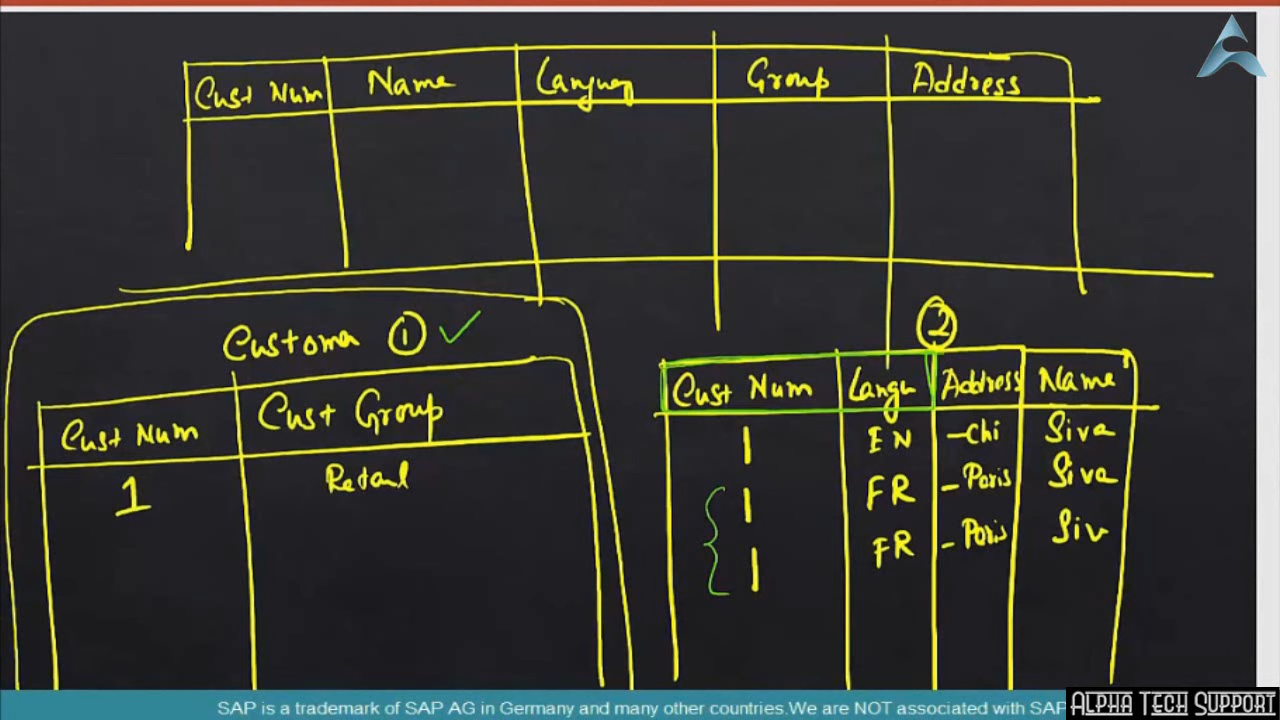 Cust Num Name Languag Group Address
Customa 1 ✓
Cust Num Cust Group
1 Retail
2
Cust Num Langu Address Name
1 EN - Chi Siva
1 FR - Paris Siva
1 FR - Paris Siv
SAP is a trademark of SAP AG in Germany and many other countries.We are NOT associated with SAP
ALPHA TECH SUPPORT